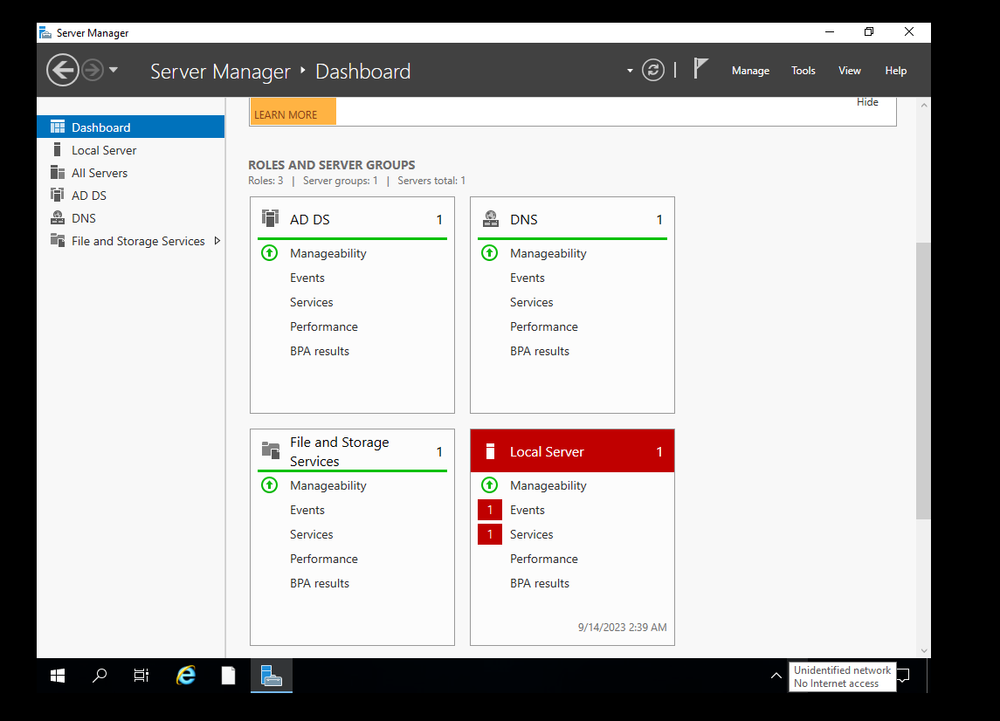 Server Manager
Server Manager ‣ Dashboard
Manage Tools View Help
Dashboard
Local Server
All Servers
AD DS
DNS
File and Storage Services
LEARN MORE
Hide
ROLES AND SERVER GROUPS
Roles: 3 | Server groups: 1 | Servers total: 1
AD DS 1
Manageability
Events
Services
Performance
BPA results
DNS 1
Manageability
Events
Services
Performance
BPA results
File and Storage
Services 1
Manageability
Events
Services
Performance
BPA results
Local Server 1
Manageability
1 Events
1 Services
Performance
BPA results
9/14/2023 2:39 AM
Unidentified network
No Internet access